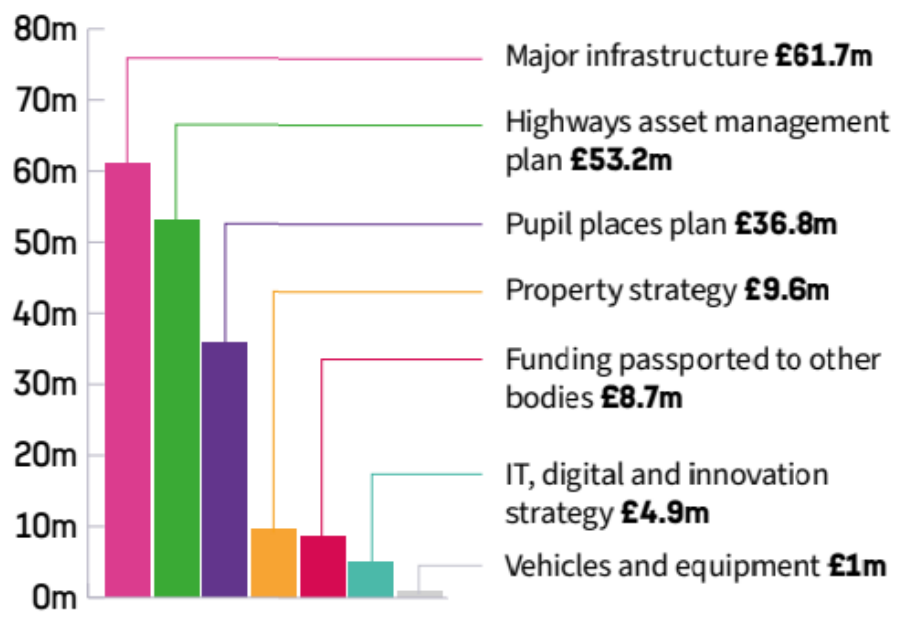 80m
70m
60m
50m
40m
30m
20m
10m
0m
Major infrastructure £61.7m
Highways asset management
plan £53.2m
Pupil places plan £36.8m
Property strategy £9.6m
Funding passported to other
bodies £8.7m
IT, digital and innovation
strategy £4.9m
Vehicles and equipment £1m